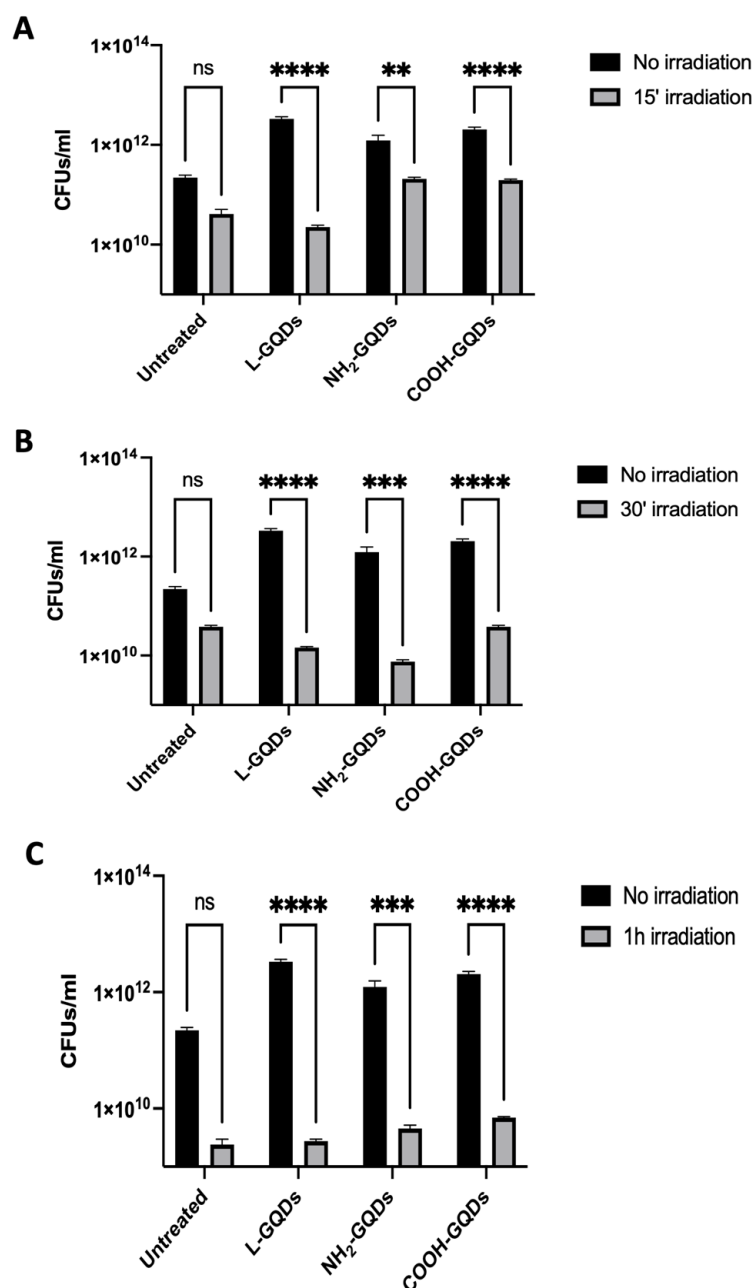 A
1×10¹⁴
1×10¹²
1×10¹⁰
CFUs/ml
ns
****
**
****
No irradiation
15' irradiation
Untreated
L-GQDs
NH₂-GQDs
COOH-GQDs
B
1×10¹⁴
1×10¹²
1×10¹⁰
CFUs/ml
ns
****
***
****
No irradiation
30' irradiation
Untreated
L-GQDs
NH₂-GQDs
COOH-GQDs
C
1×10¹⁴
1×10¹²
1×10¹⁰
CFUs/ml
ns
****
***
****
No irradiation
1h irradiation
Untreated
L-GQDs
NH₂-GQDs
COOH-GQDs